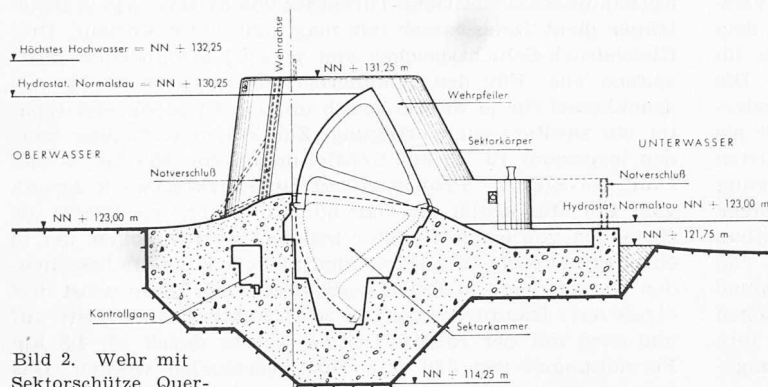 Höchstes Hochwasser = NN + 132,25
Hydrostat. Normalstau = NN + 130,25
Wehrachse
NN + 131,25 m
Wehrpfeiler
Sektorkörper
OBERWASSER
UNTERWASSER
Notverschluß
Notverschluß
Hydrostat. Normalstau NN + 123,00 m
NN + 123,00 m
NN + 121,75 m
Kontrollgang
Sektorkammer
NN + 114,25 m
Bild 2. Wehr mit
Sektorschütze, Quer-